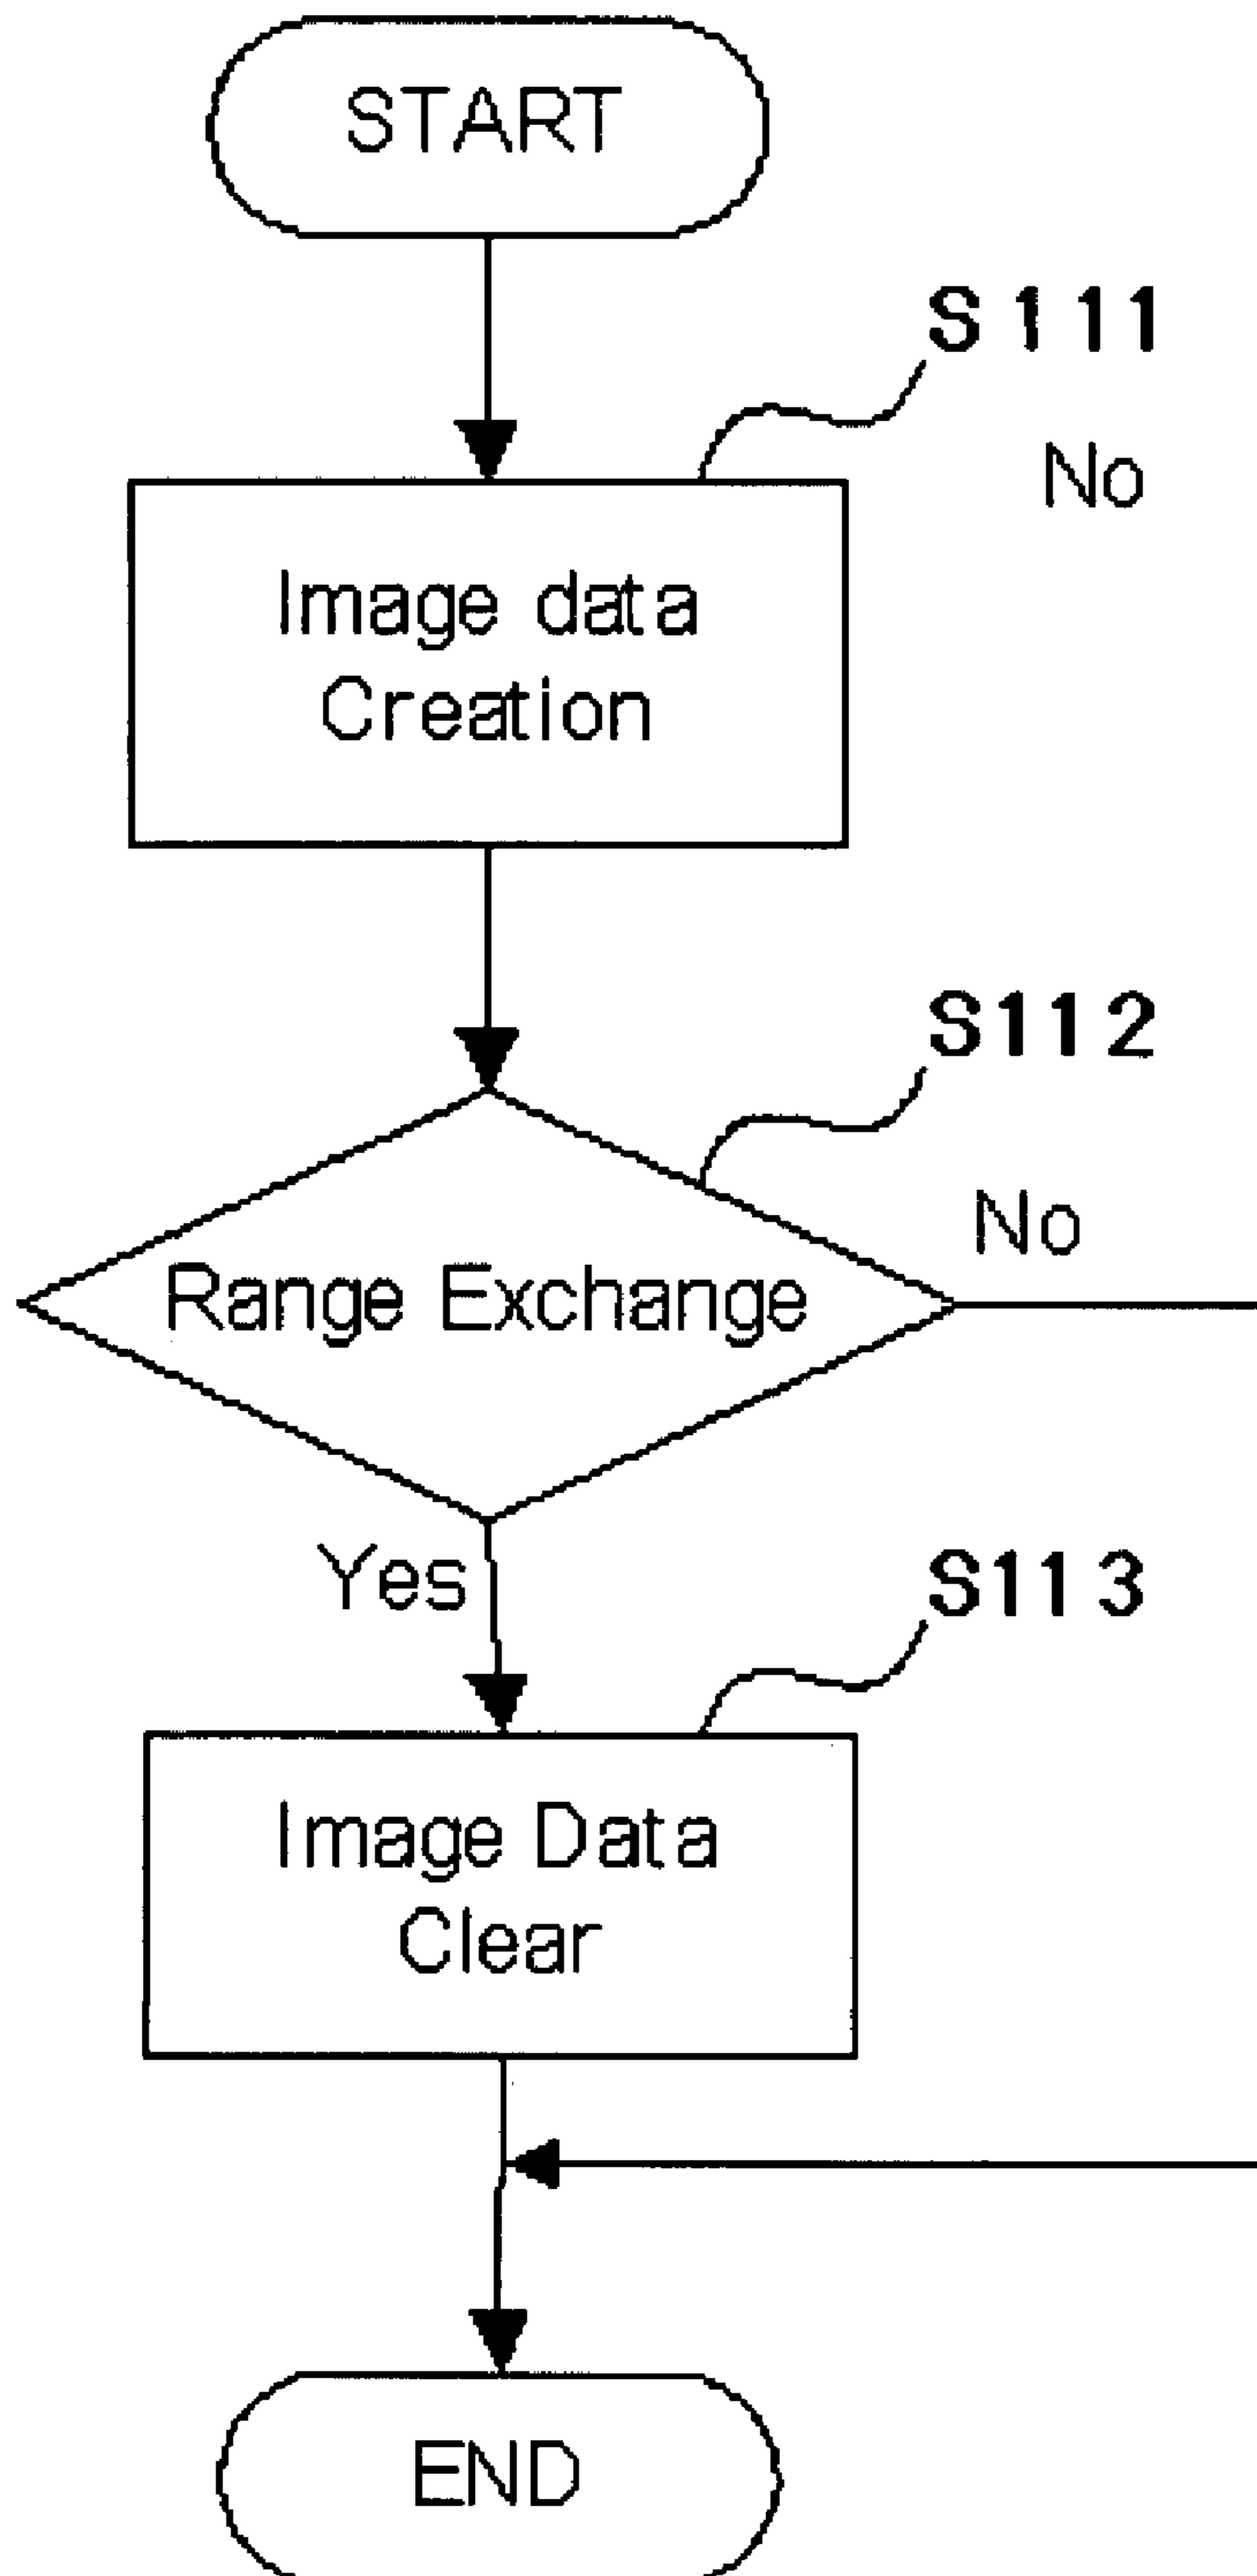 START
S111
No
Image data
Creation
S112
No
Range Exchange
Yes
S113
Image Data
Clear
END